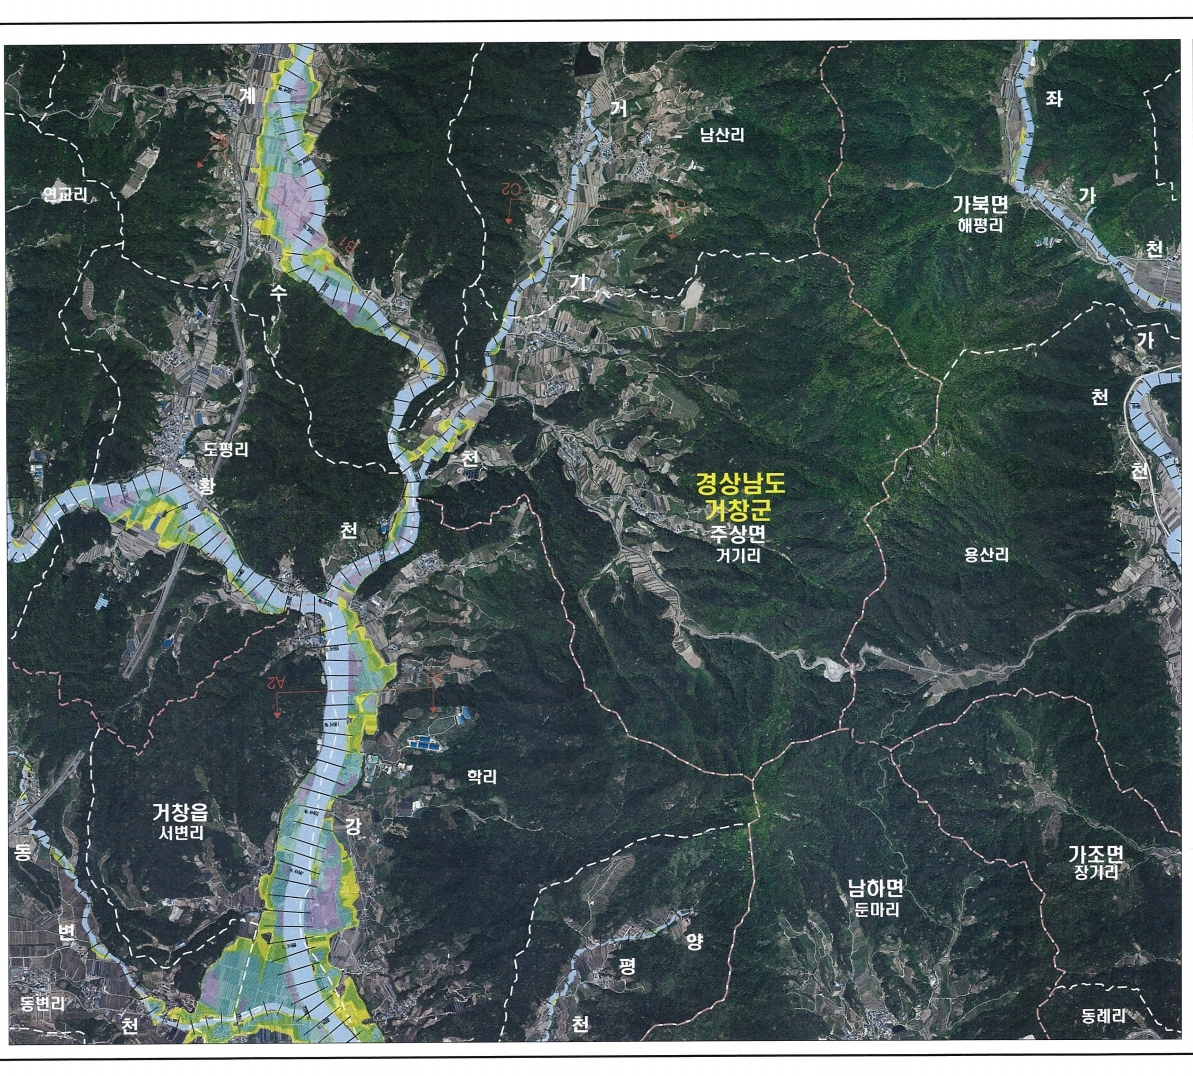 계
거
좌
남산리
연교리
C2
가북면
해평리
가
B1
천
수
거
가
천
도평리
천
천
황
경상남도
거창군
주상면
거기리
천
용산리
A2
학리
거창읍
서변리
강
동
가조면
장기리
남하면
둔마리
변
양
평
동변리
천
천
동례리